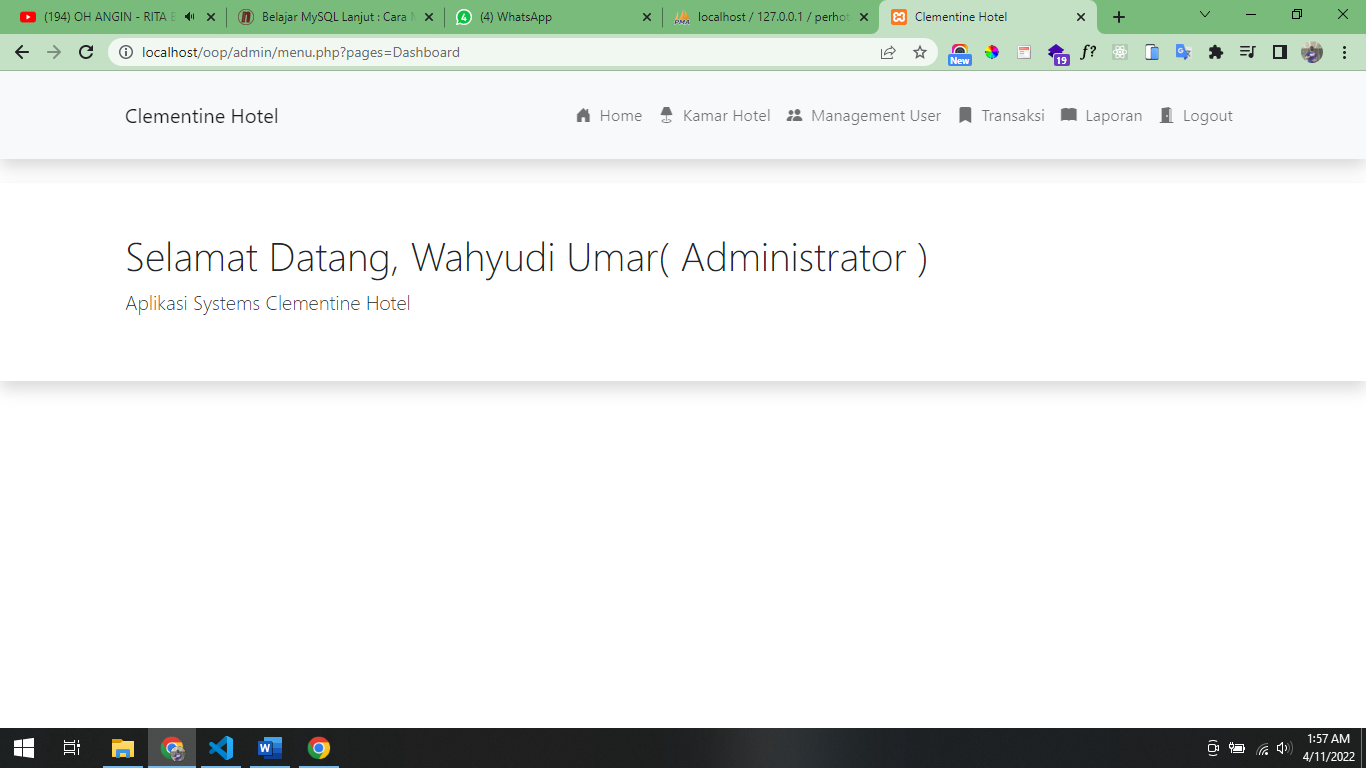 (194) OH ANGIN - RITA
Belajar MySQL Lanjut : Cara
(4) WhatsApp
localhost / 127.0.0.1 / perhot
Clementine Hotel
localhost/oop/admin/menu.php?pages=Dashboard
New
19
f?
Clementine Hotel
Home
Kamar Hotel
Management User
Transaksi
Laporan
Logout
Selamat Datang, Wahyudi Umar( Administrator )
Aplikasi Systems Clementine Hotel
1:57 AM
4/11/2022